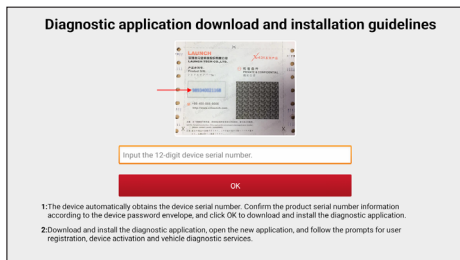 Diagnostic application download and installation guidelines
LAUNCH
Input the 12-digit device serial number.
OK
1:The device automatically obtains the device serial number. Confirm the product serial number information
according to the device password envelope, and click OK to download and install the diagnostic application.
2:Download and install the diagnostic application, open the new application, and follow the prompts for user
registration, device activation and vehicle diagnostic services.